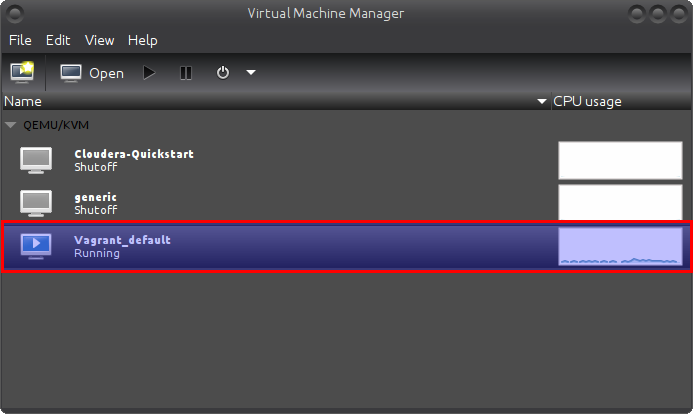 Virtual Machine Manager
File Edit View Help
Open
Name CPU usage
QEMU/KVM
Cloudera-Quickstart
Shutoff
generic
Shutoff
Vagrant_default
Running